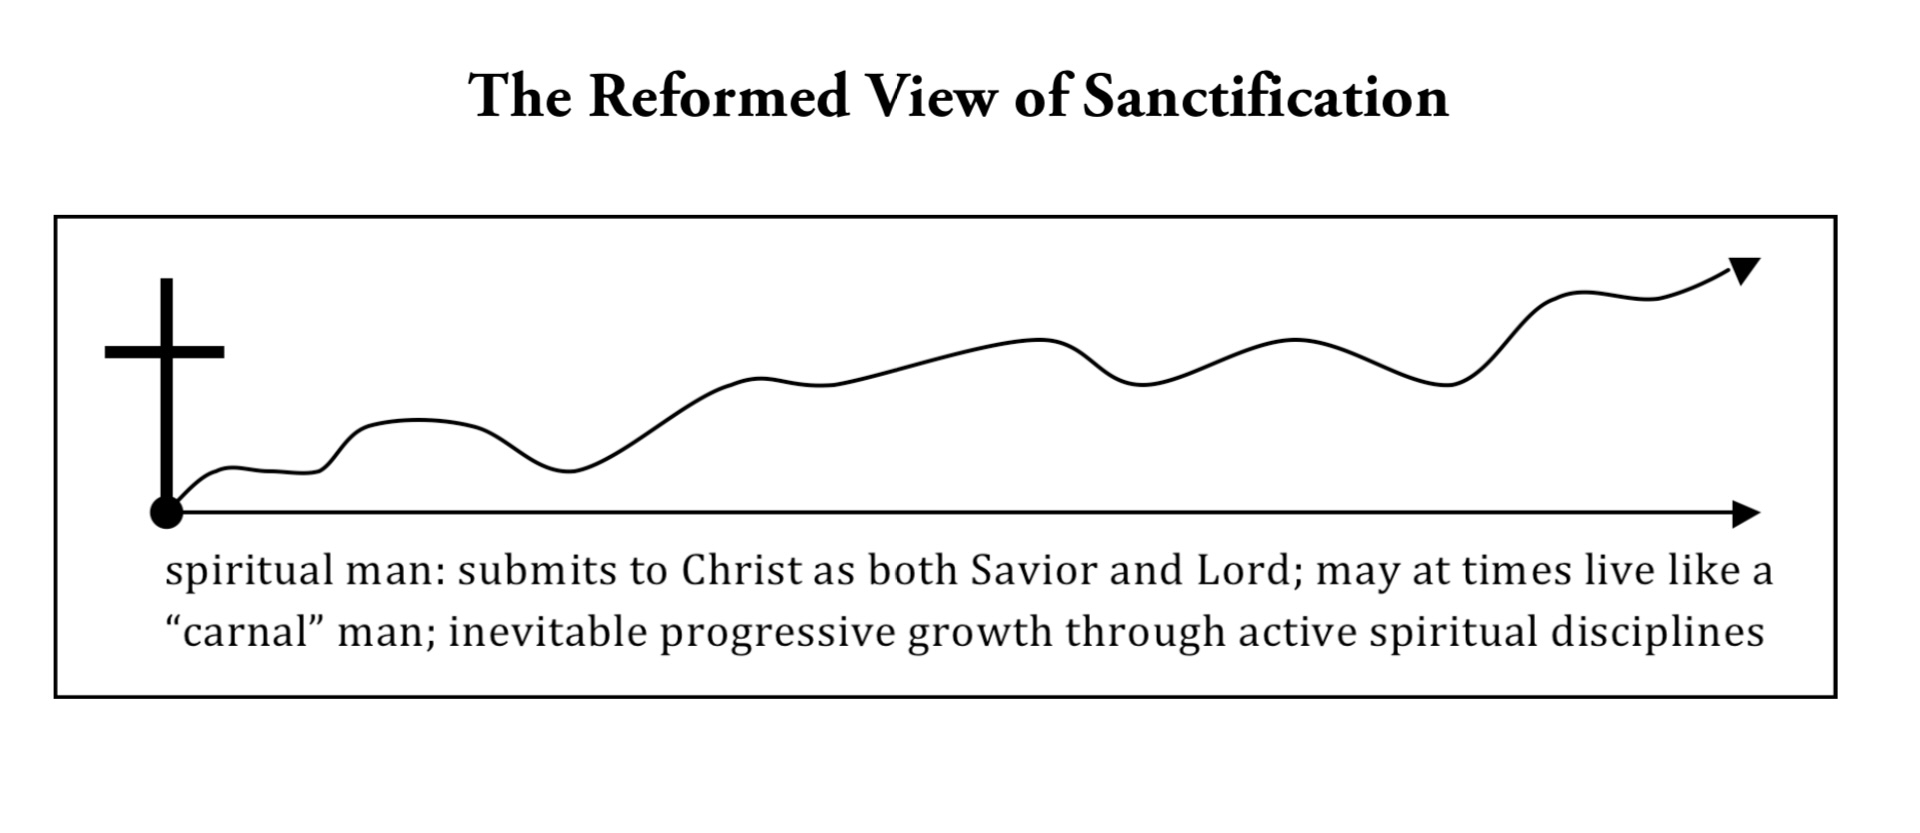 The Reformed View of Sanctification
spiritual man: submits to Christ as both Savior and Lord; may at times live like a
“carnal” man; inevitable progressive growth through active spiritual disciplines